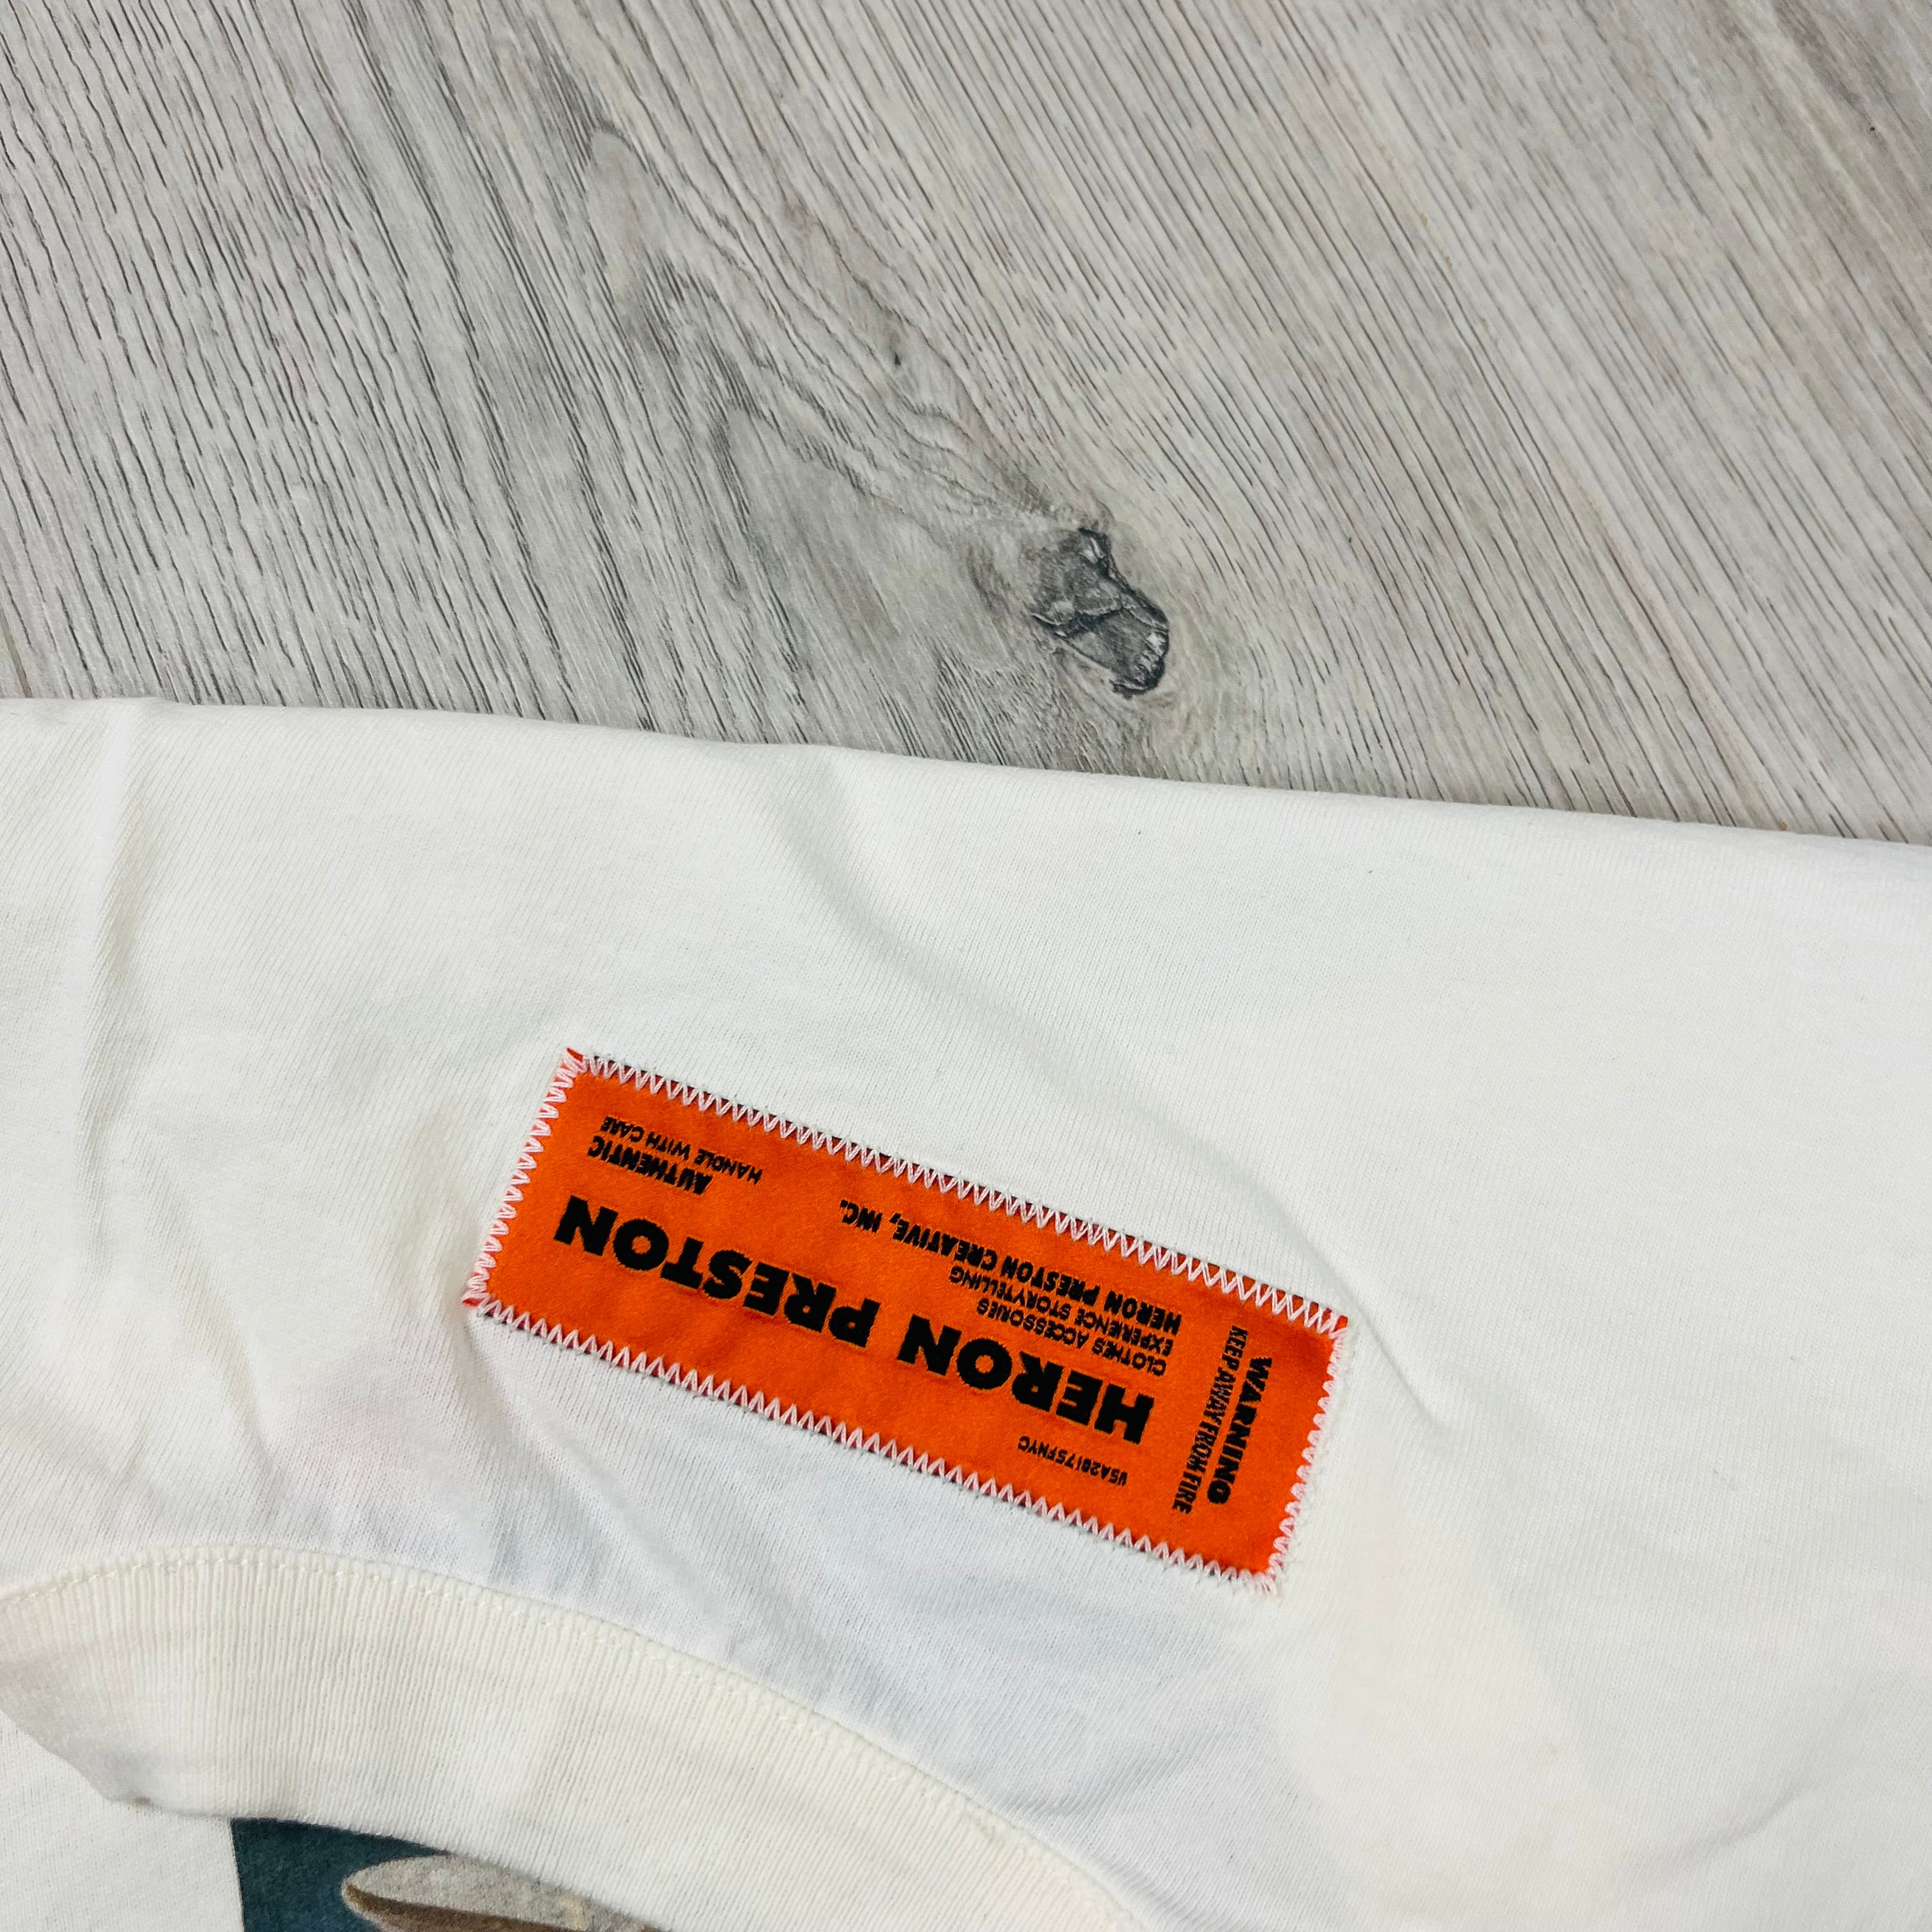 USA2017SFNYC
HERON PRESTON
CLOTHES ACCESSORIES
EXPERIENCE STORYTELLING
HERON PRESTON CREATIVE, INC.
AUTHENTIC
HANDLE WITH CARE
WARNING
KEEP AWAY FROM FIRE